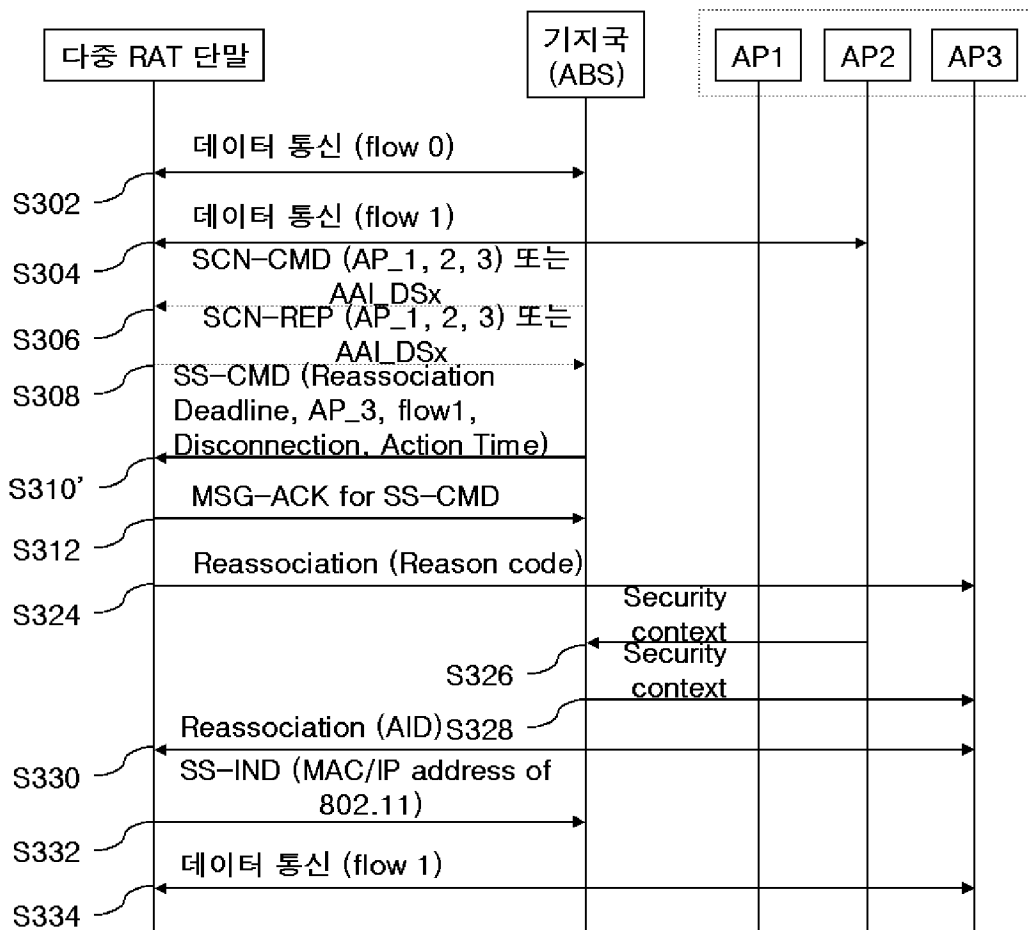 다중 RAT 단말
기지국
(ABS)
AP1
AP2
AP3
데이터 통신 (flow 0)
S302
데이터 통신 (flow 1)
S304
SCN-CMD (AP_1, 2, 3) 또는
AAI_DSx
S306
SCN-REP (AP_1, 2, 3) 또는
AAI_DSx
S308
SS-CMD (Reassociation
Deadline, AP_3, flow1,
Disconnection, Action Time)
S310’
MSG-ACK for SS-CMD
S312
Reassociation (Reason code)
S324
Security
context
S326
Security
context
S328
Reassociation (AID)
S330
SS-IND (MAC/IP address of
802.11)
S332
데이터 통신 (flow 1)
S334